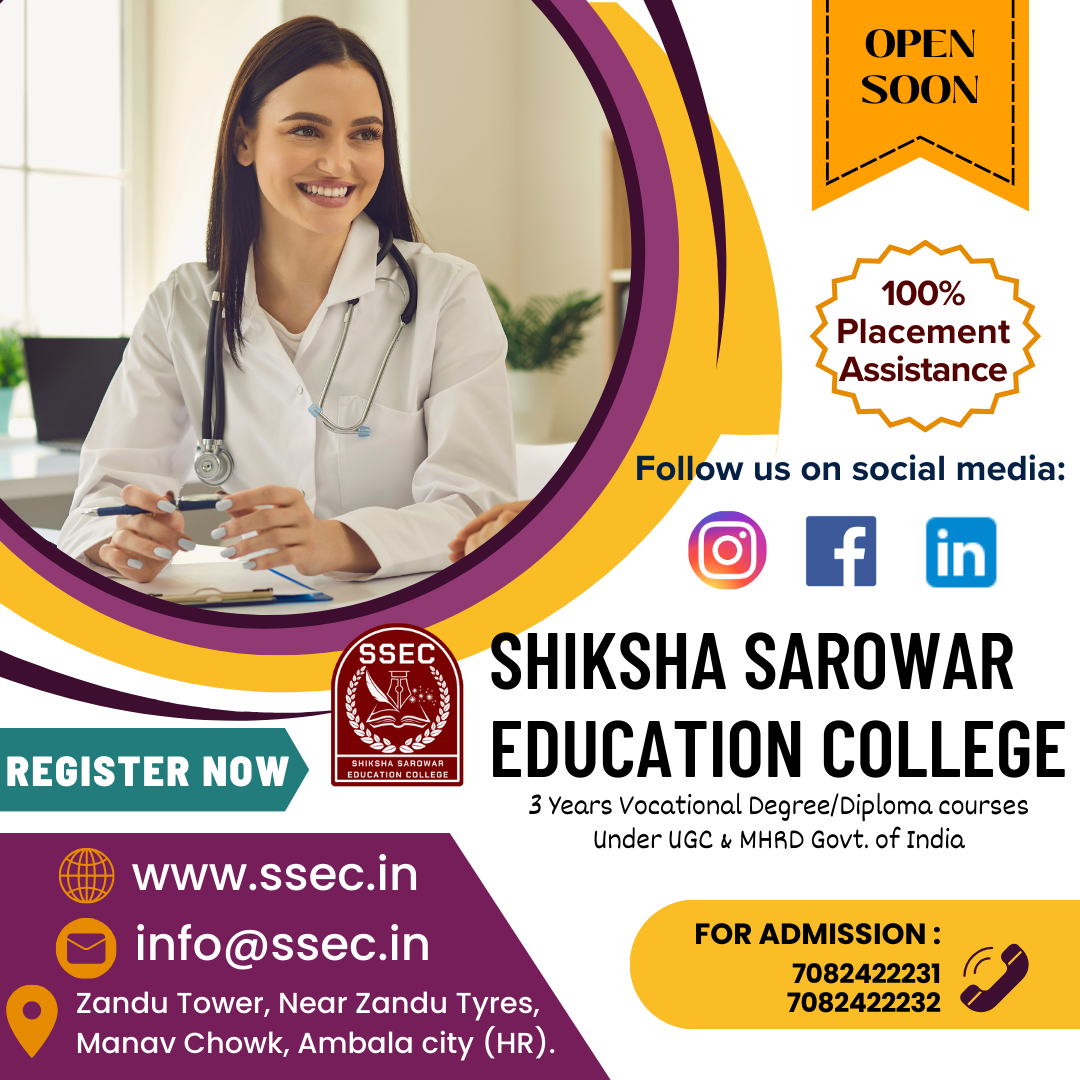 OPEN
SOON
100%
Placement
Assistance
Follow us on social media:
in
SSEC
SHIKSHA SAROWAR
EDUCATION COLLEGE
SHIKSHA SAROWAR
EDUCATION COLLEGE
3 Years Vocational Degree/Diploma courses
Under UGC & MHRD Govt. of India
REGISTER NOW
www.ssec.in
info@ssec.in
Zandu Tower, Near Zandu Tyres,
Manav Chowk, Ambala city (HR).
FOR ADMISSION :
7082422231
7082422232